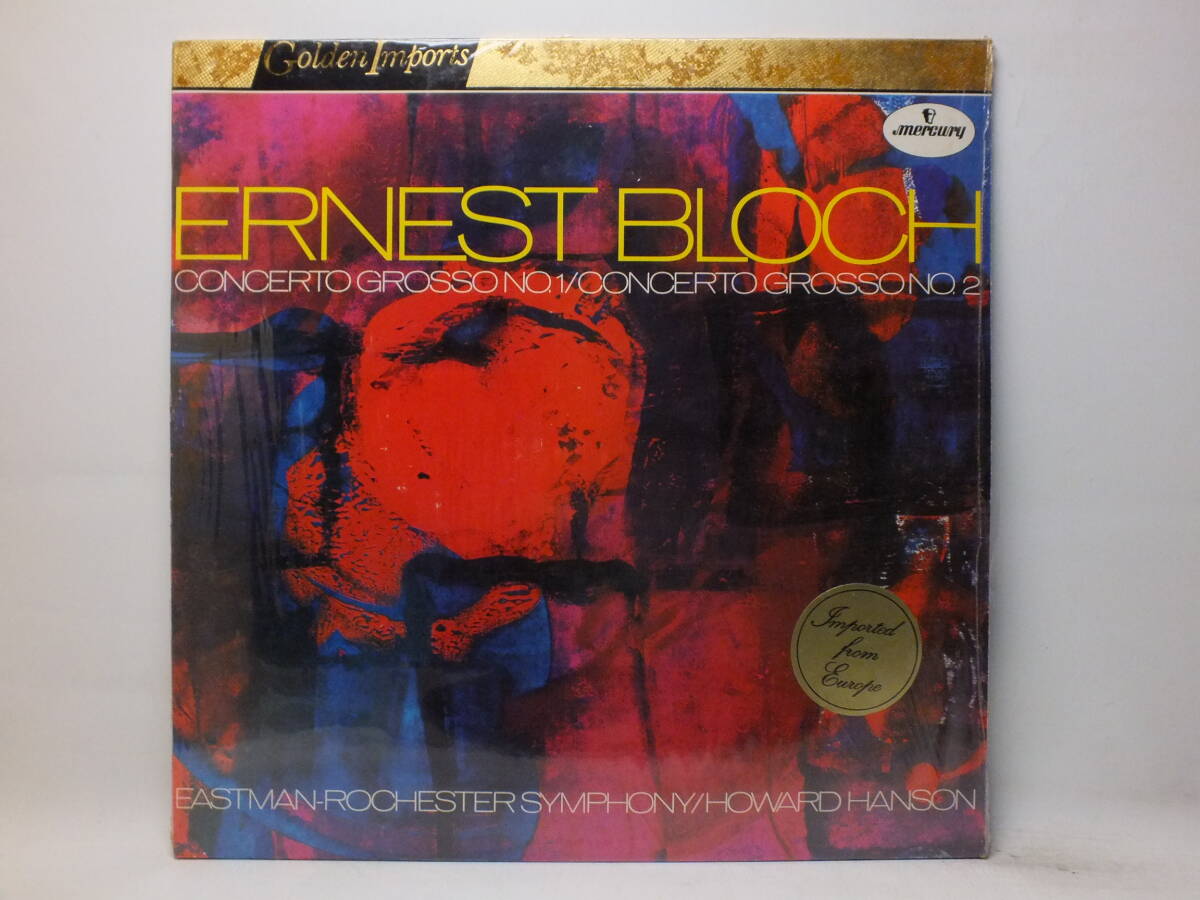 Golden Imports
mercury
ERNEST BLOCH
CONCERTO GROSSO NO. 1/CONCERTO GROSSO NO. 2
Imported
from
Europe
EASTMAN-ROCHESTER SYMPHONY/HOWARD HANSON